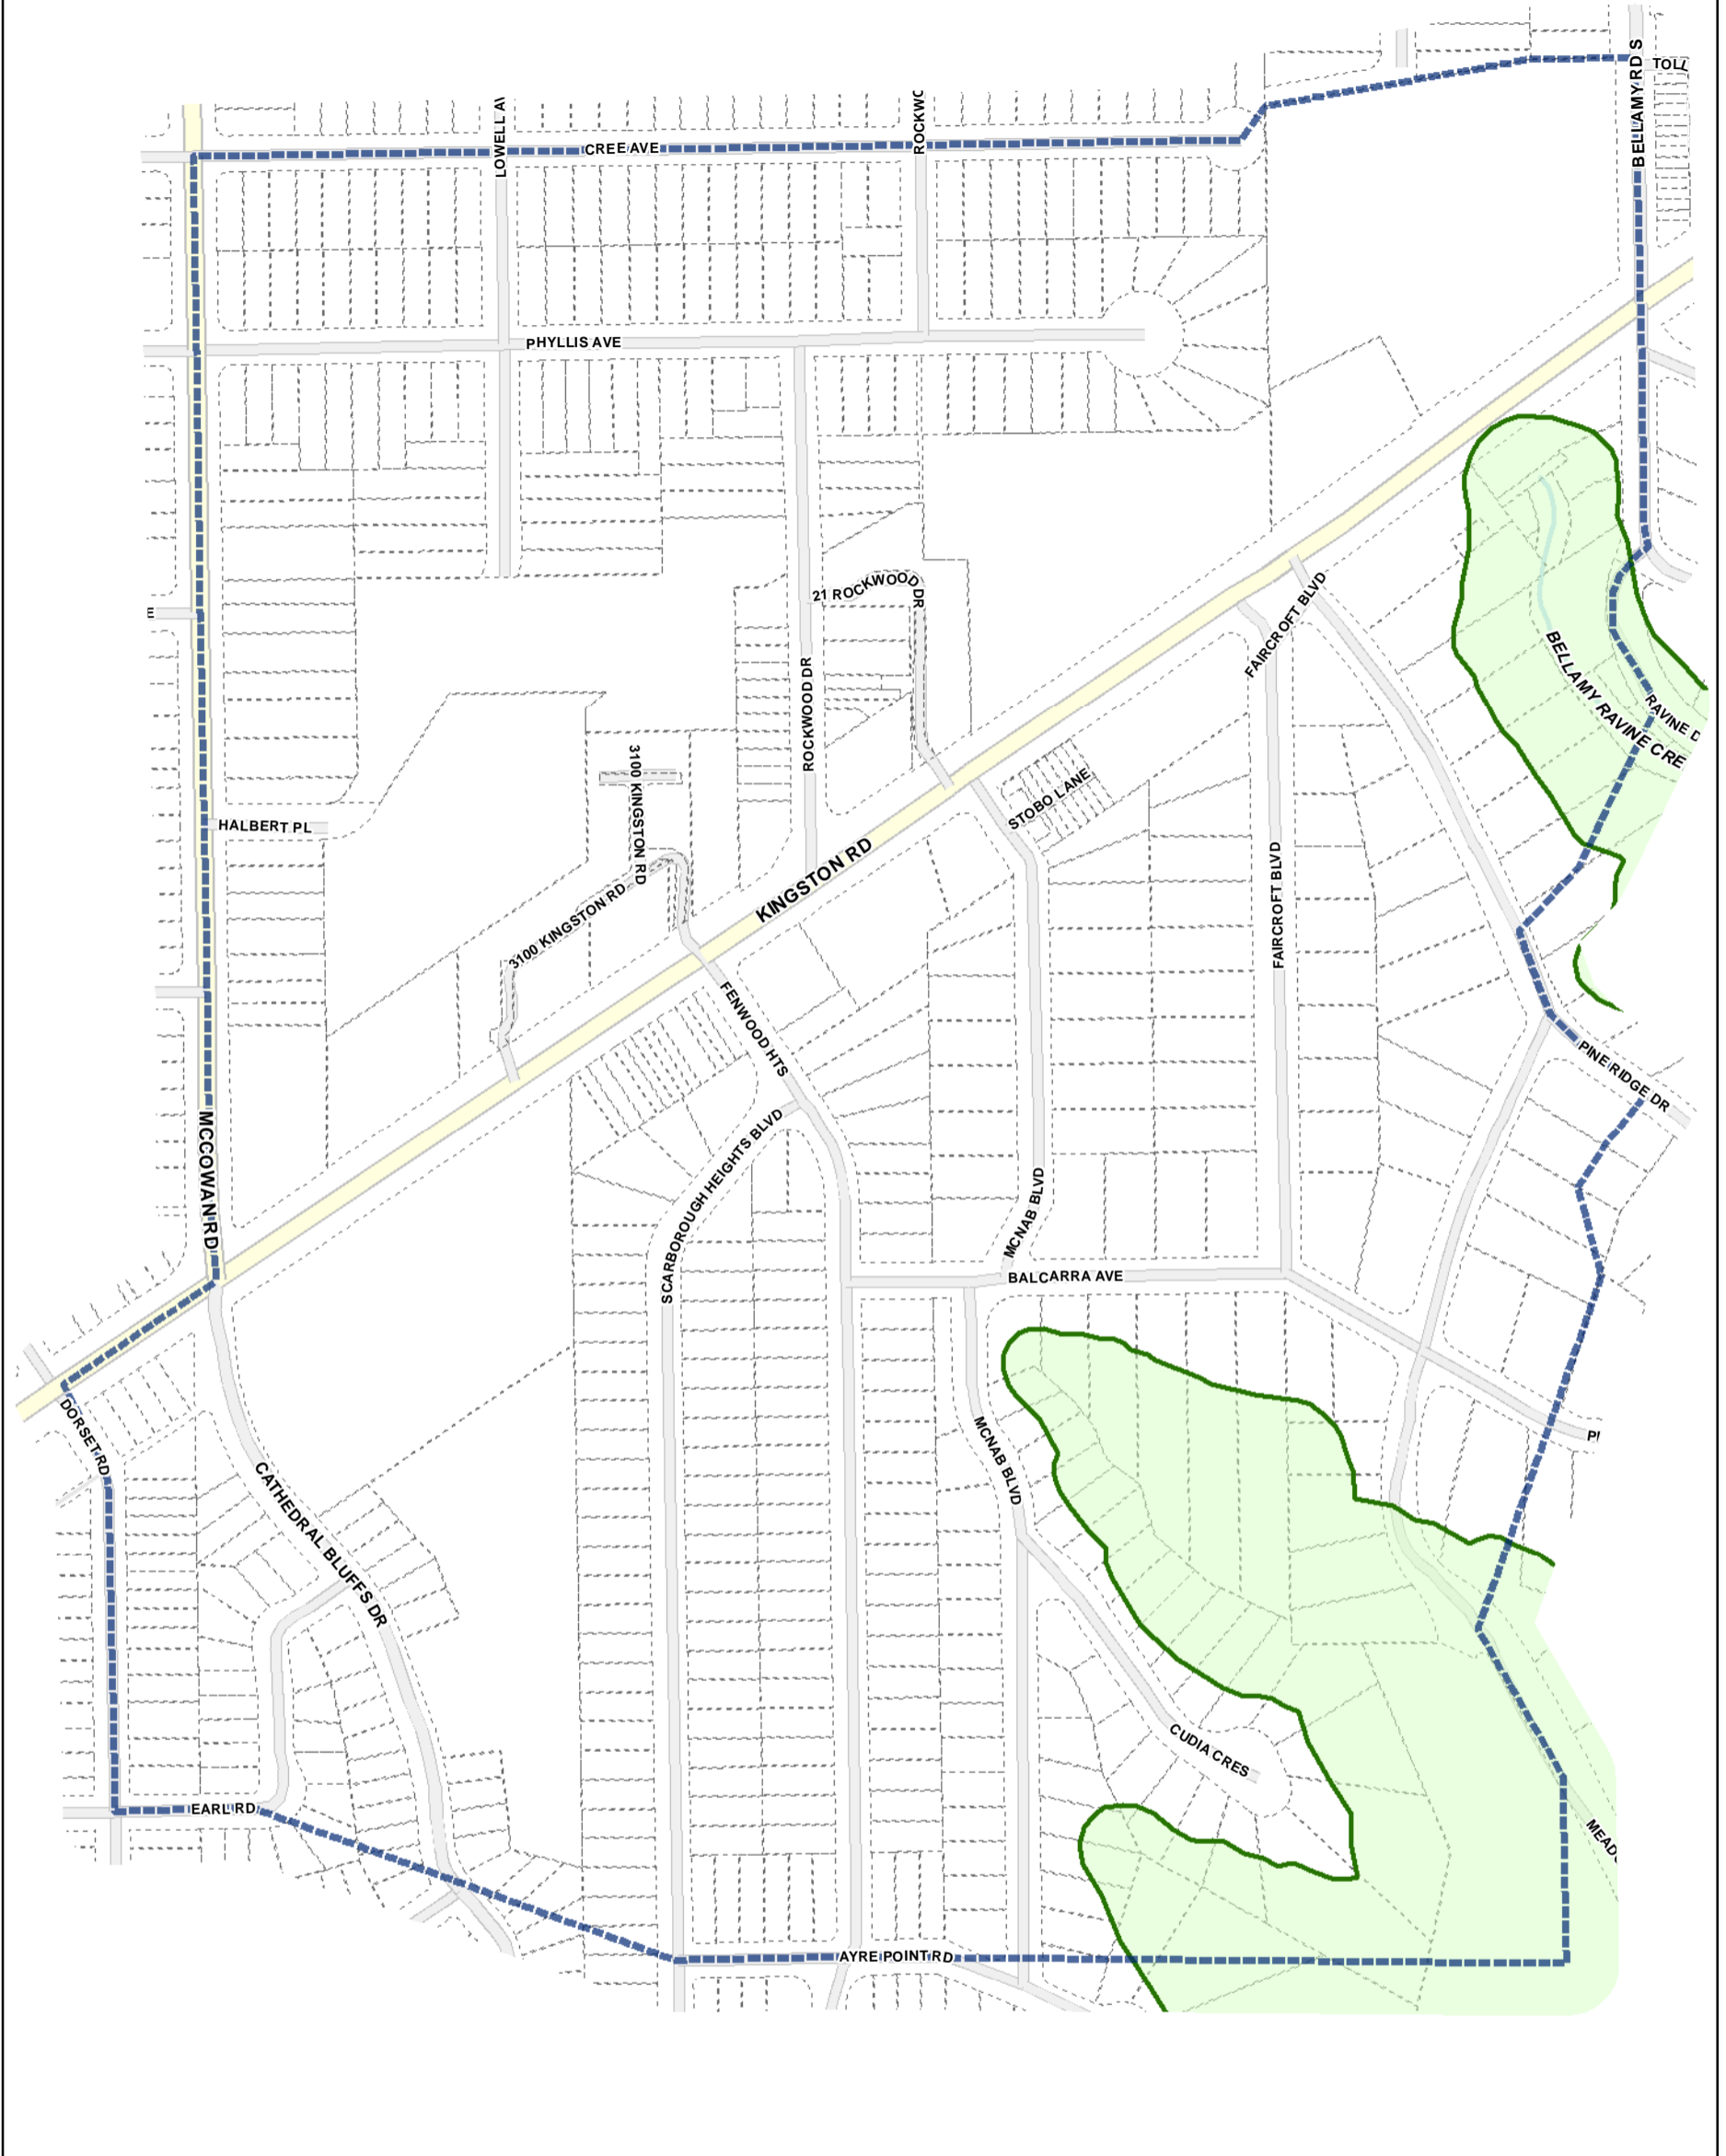 BELLAMY RD S
TOLL
LOWELL AV
ROCKWO
CREE AVE
PHYLLIS AVE
21 ROCKWOOD DR
E
FAIRCROFT BLVD
BELLAMY RAVINE CRE
RAVINE D
ROCKWOOD DR
3100 KINGSTON RD
STOBO LANE
HALBERT PL
KINGSTON RD
3100 KINGSTON RD
FAIRCROFT BLVD
FENWOOD HTS
PINE RIDGE DR
MCCOWAN RD
SCARBOROUGH HEIGHTS BLVD
MCNAB BLVD
BALCARRA AVE
DORSET RD
MCNAB BLVD
PI
CATHEDRAL BLUFFS DR
CUDIA CRES
EARL RD
MEAD
AYRE POINT RD